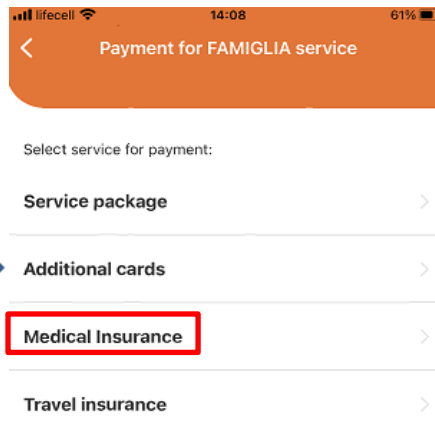 lifecell 14:08 61%
Payment for FAMIGLIA service
Select service for payment:
Service package
Additional cards
Medical Insurance
Travel insurance